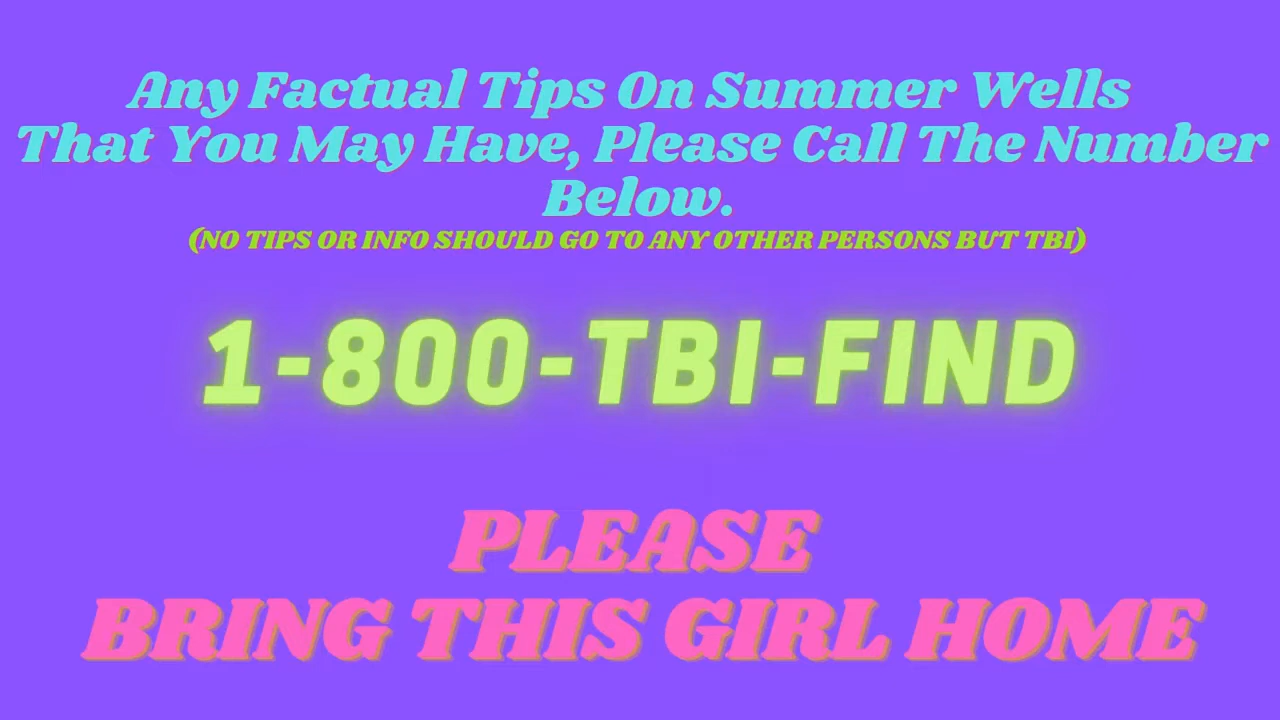 Any Factual Tips On Summer Wells
That You May Have, Please Call The Number
Below.
(NO TIPS OR INFO SHOULD GO TO ANY OTHER PERSONS BUT TBI)
1-800-TBI-FIND
PLEASE
BRING THIS GIRL HOME